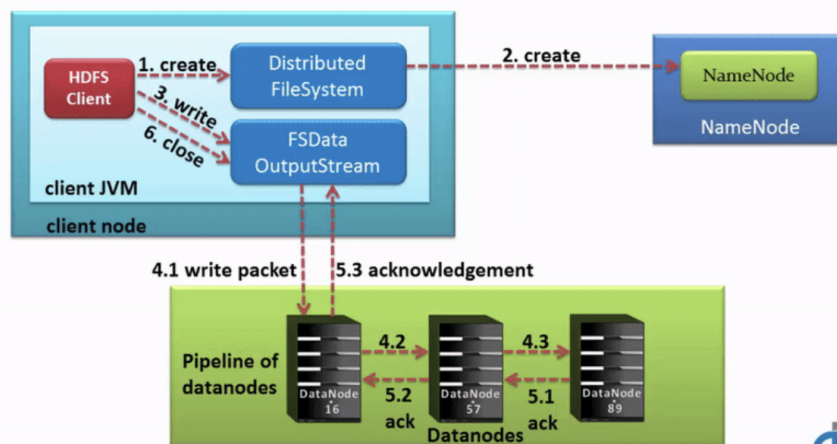 HDFS
Client
1. create
Distributed
FileSystem
2. create
NameNode
NameNode
3. write
6. close
FSData
OutputStream
client JVM
client node
4.1 write packet
5.3 acknowledgement
Pipeline of
datanodes
DataNode
16
4.2
5.2
ack
DataNode
57
4.3
5.1
ack
DataNode
89
Datanodes